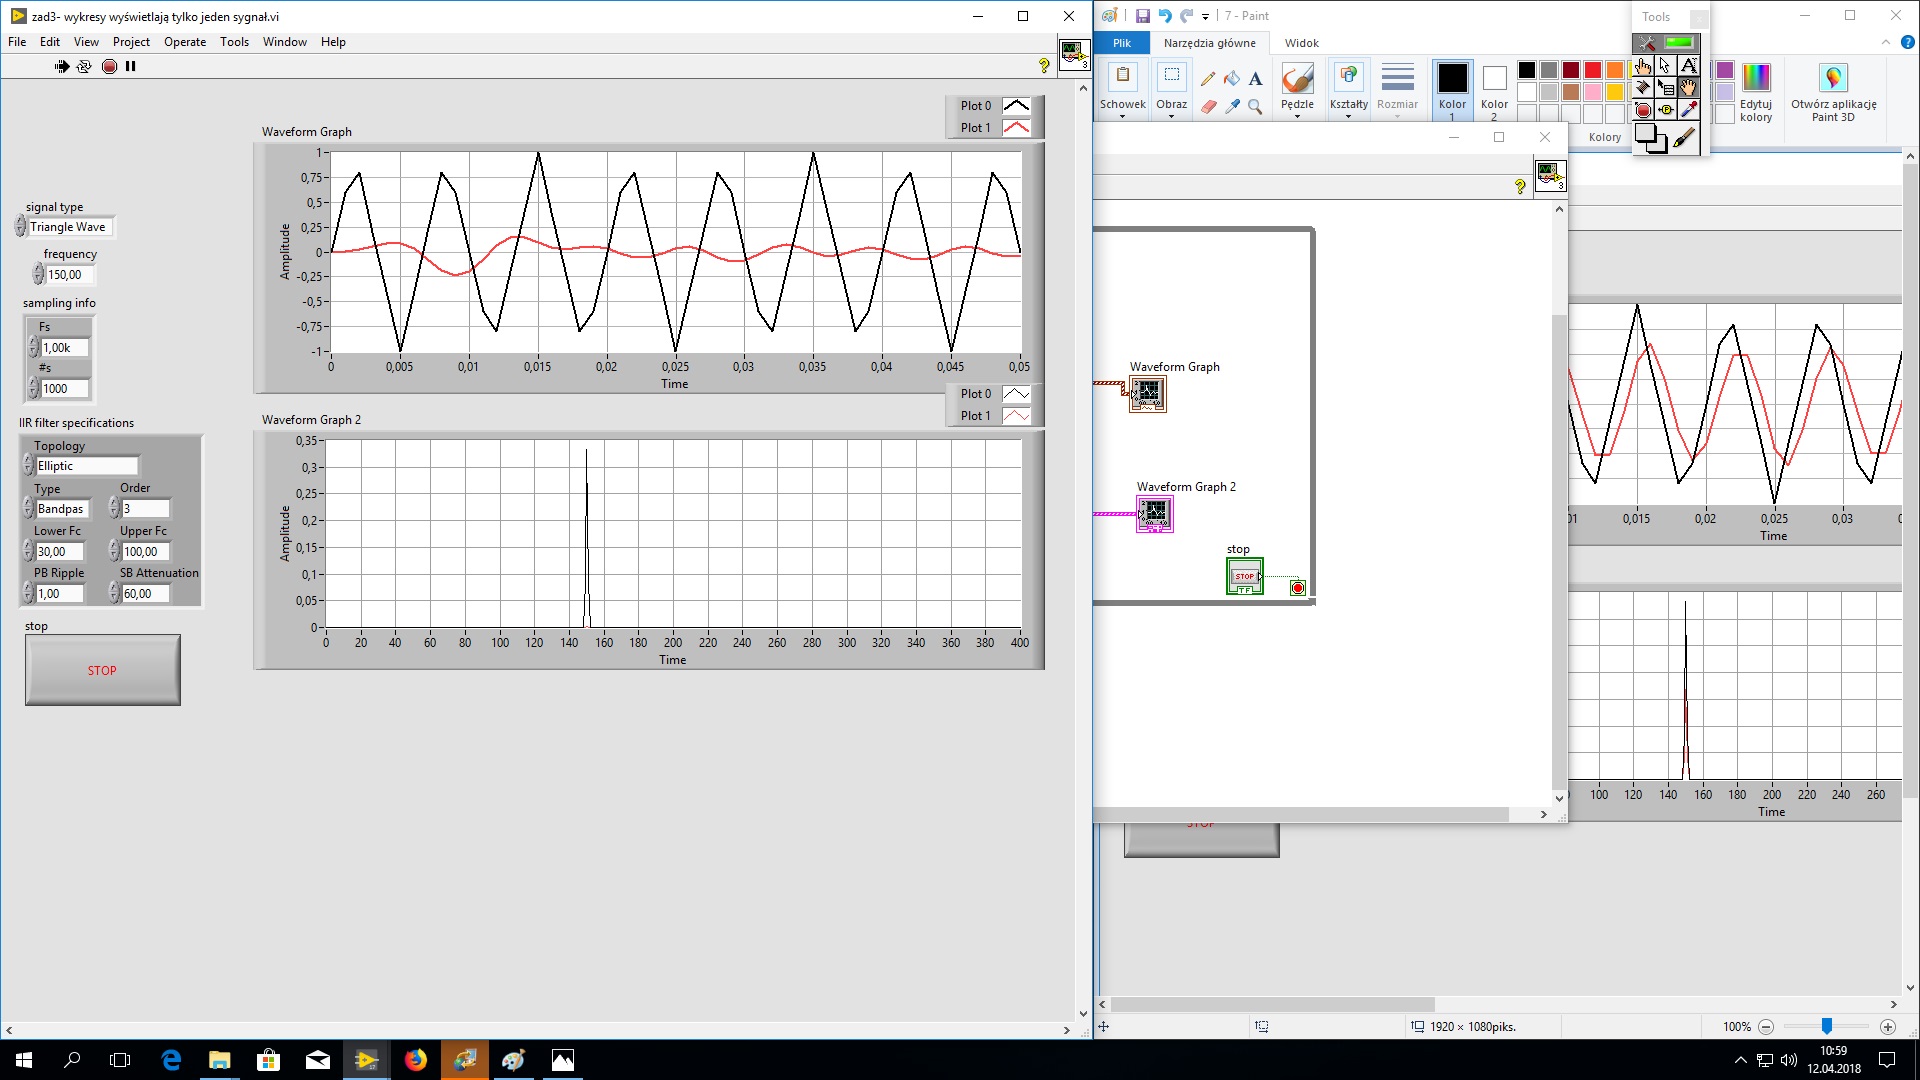 zad3- wykresy wyświetlają tylko jeden sygnał.vi
File Edit View Project Operate Tools Window Help
3
Plot 0
Plot 1
Waveform Graph
1
0,75
0,5
0,25
0
-0,25
-0,5
-0,75
-1
Amplitude
0 0,005 0,01 0,015 0,02 0,025 0,03 0,035 0,04 0,045 0,05
Time
signal type
Triangle Wave
frequency
150,00
sampling info
Fs
1,00k
#s
1000
IIR filter specifications
Topology
Elliptic
Type Order
Bandpas 3
Lower Fc Upper Fc
30,00 100,00
PB Ripple SB Attenuation
1,00 60,00
stop
STOP
Plot 0
Plot 1
Waveform Graph 2
0,35
0,3
0,25
0,2
0,15
0,1
0,05
0
Amplitude
0 20 40 60 80 100 120 140 160 180 200 220 240 260 280 300 320 340 360 380 400
Time
7 - Paint
Plik Narzędzia główne Widok
Schowek Obraz Pędzle Kształty Rozmiar Kolor 1 Kolor 2 Edytuj kolory Otwórz aplikację Paint 3D
Kolory
Tools
3
Waveform Graph
Waveform Graph 2
stop
STOP
TF
01 0,015 0,02 0,025 0,03
Time
100 120 140 160 180 200 220 240 260
Time
STOP
1920 × 1080piks.
100%
10:59
12.04.2018